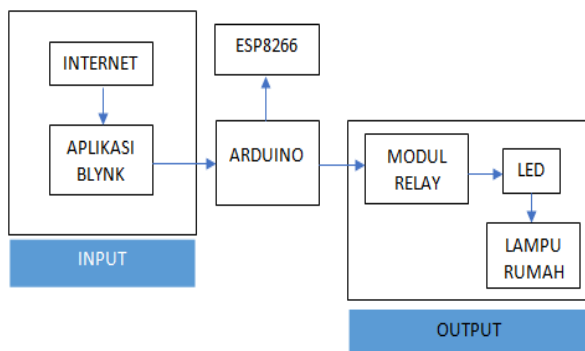 INTERNET
APLIKASI
BLYNK
INPUT
ESP8266
ARDUINO
MODUL
RELAY
LED
LAMPU
RUMAH
OUTPUT